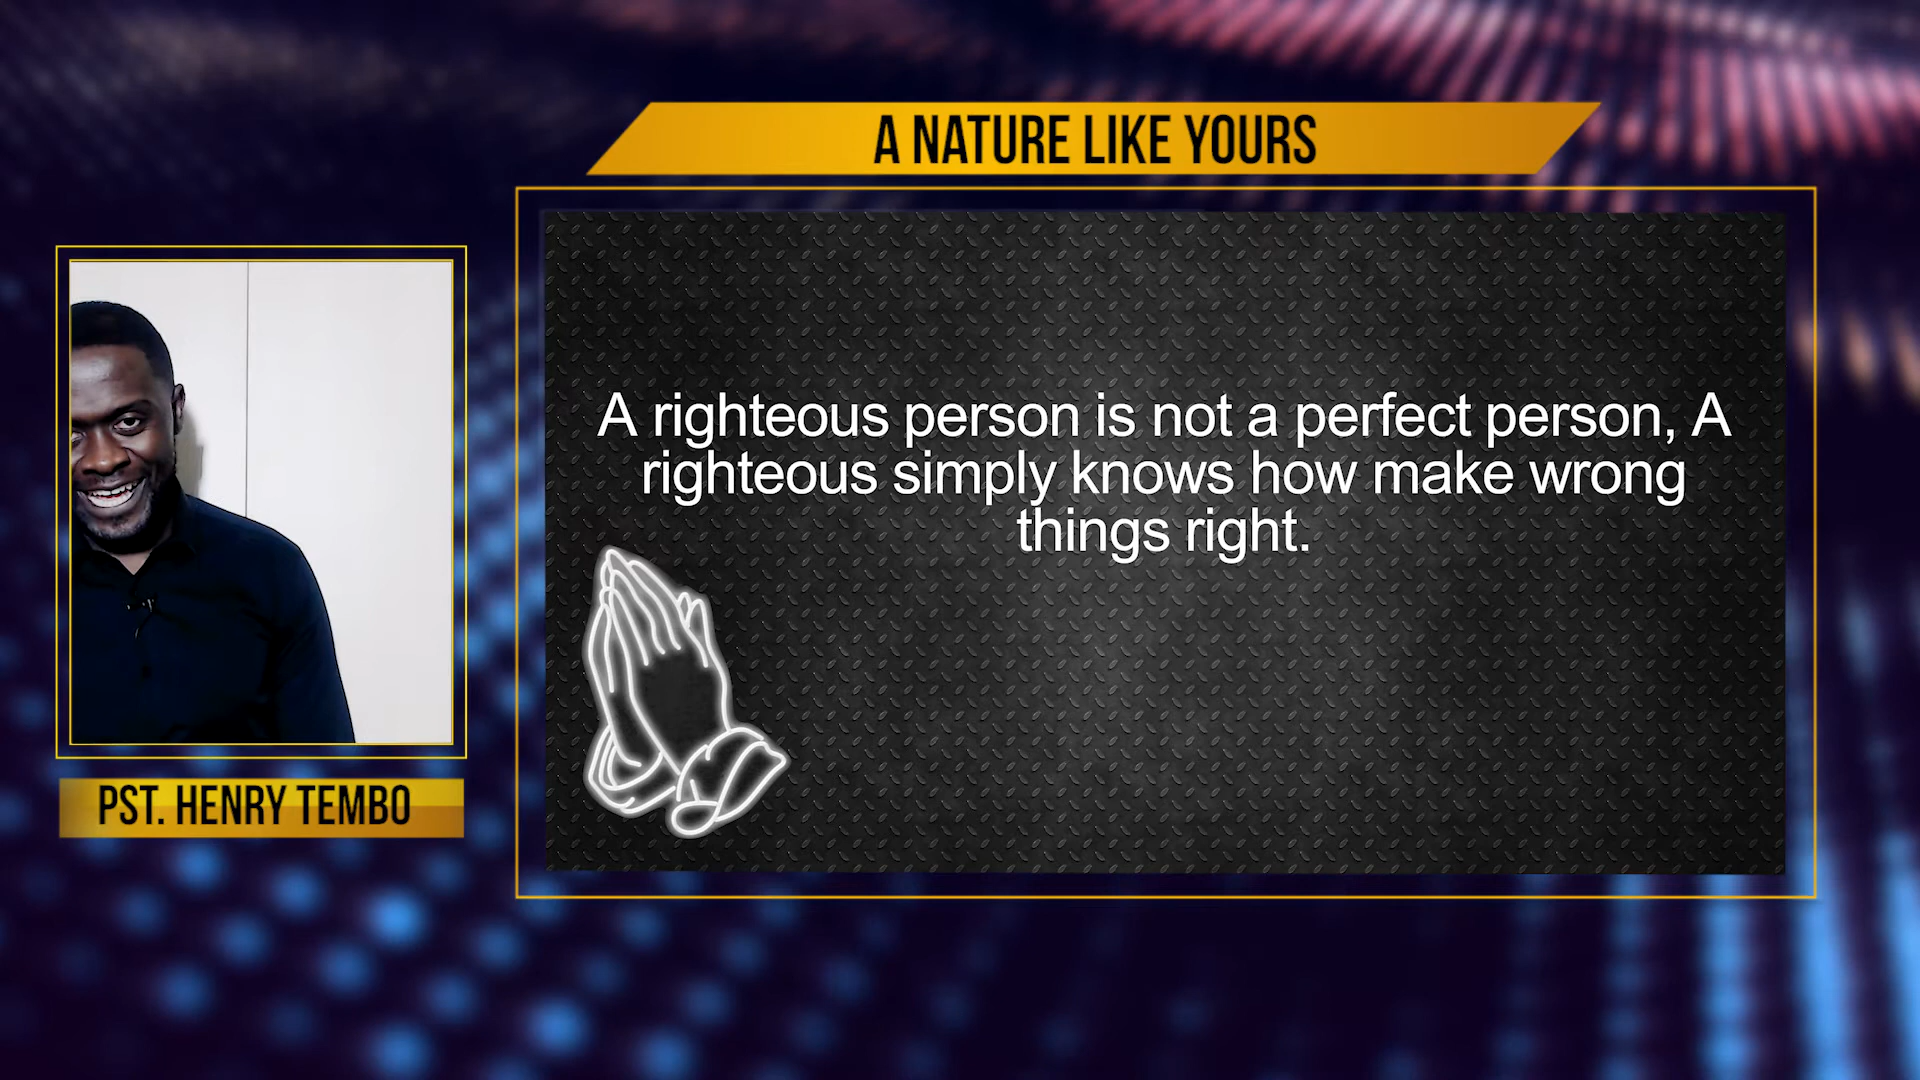 A NATURE LIKE YOURS
A righteous person is not a perfect person, A
righteous simply knows how make wrong
things right.
PST. HENRY TEMBO